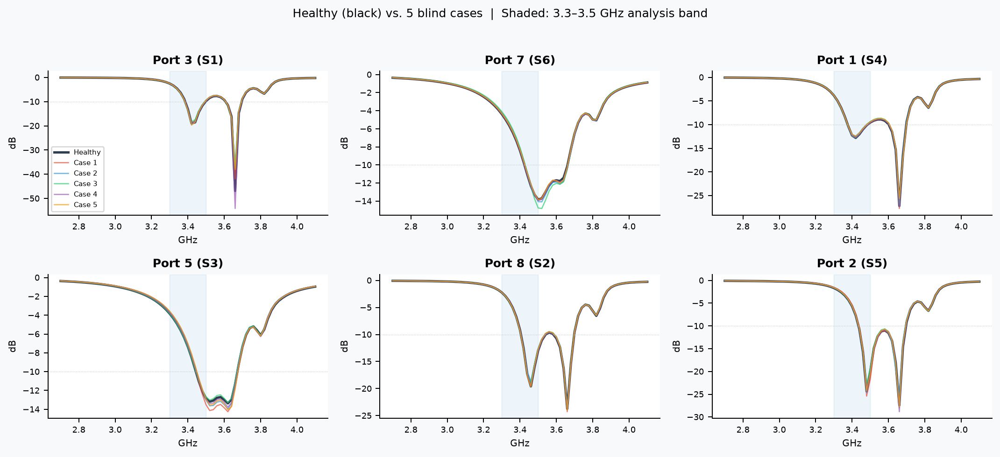 Healthy (black) vs. 5 blind cases  |  Shaded: 3.3–3.5 GHz analysis band
Port 3 (S1)
0
−10
−20
−30
−40
−50
dB
Healthy
Case 1
Case 2
Case 3
Case 4
Case 5
2.8 3.0 3.2 3.4 3.6 3.8 4.0
GHz
Port 7 (S6)
0
−2
−4
−6
−8
−10
−12
−14
dB
2.8 3.0 3.2 3.4 3.6 3.8 4.0
GHz
Port 1 (S4)
0
−5
−10
−15
−20
−25
dB
2.8 3.0 3.2 3.4 3.6 3.8 4.0
GHz
Port 5 (S3)
0
−2
−4
−6
−8
−10
−12
−14
dB
2.8 3.0 3.2 3.4 3.6 3.8 4.0
GHz
Port 8 (S2)
0
−5
−10
−15
−20
−25
dB
2.8 3.0 3.2 3.4 3.6 3.8 4.0
GHz
Port 2 (S5)
0
−5
−10
−15
−20
−25
−30
dB
2.8 3.0 3.2 3.4 3.6 3.8 4.0
GHz